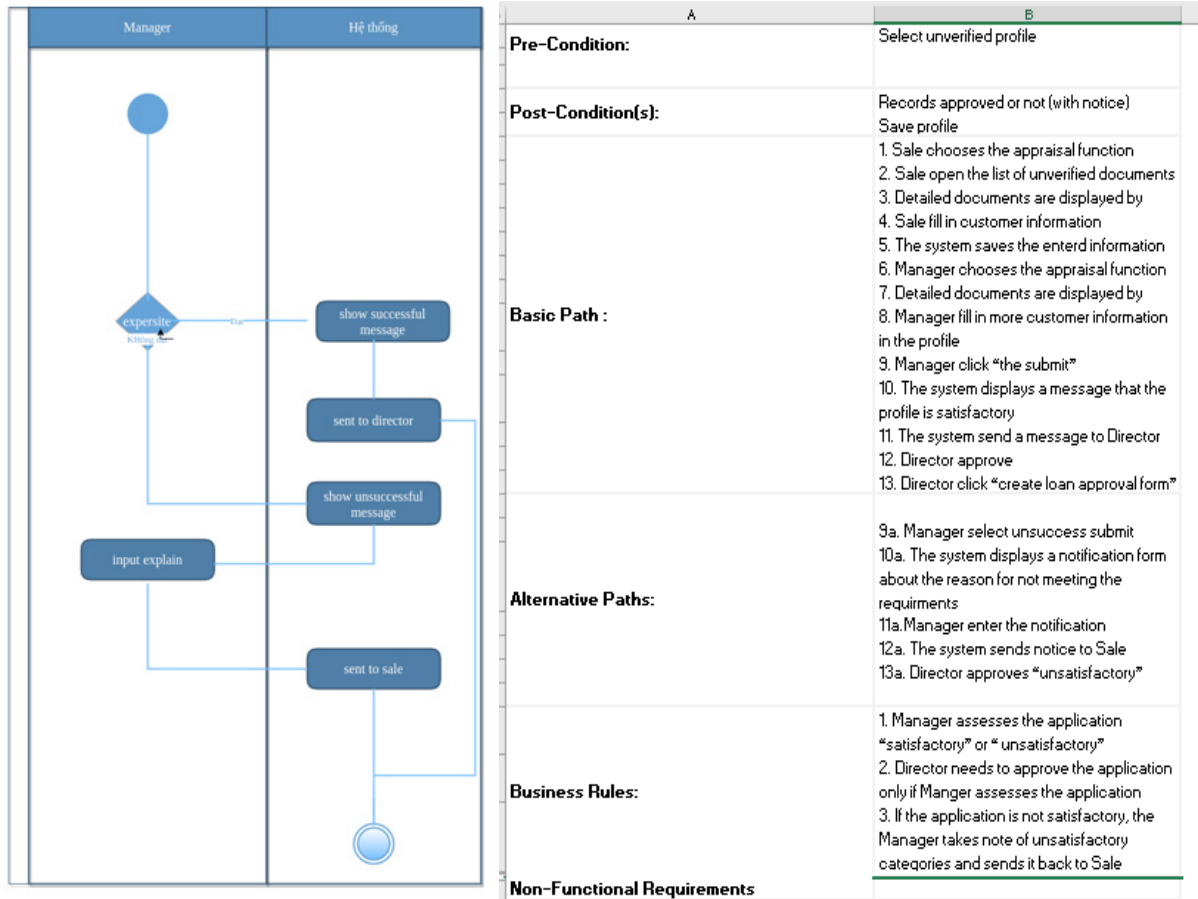 Manager
Hệ thống
expersite
Đạt
show successful
message
sent to director
show unsuccessful
message
input explain
sent to sale
A
B
Pre-Condition:
Select unverified profile
Post-Condition(s):
Records approved or not (with notice)
Save profile
Basic Path :
1. Sale chooses the appraisal function
2. Sale open the list of unverified documents
3. Detailed documents are displayed by
4. Sale fill in customer information
5. The system saves the enterd information
6. Manager chooses the appraisal function
7. Detailed documents are displayed by
8. Manager fill in more customer information
in the profile
9. Manager click “the submit”
10. The system displays a message that the
profile is satisfactory
11. The system send a message to Director
12. Director approve
13. Director click “create loan approval form”
Alternative Paths:
9a. Manager select unsuccess submit
10a. The system displays a notification form
about the reason for not meeting the
requirments
11a.Manager enter the notification
12a. The system sends notice to Sale
13a. Director approves “unsatisfactory”
Business Rules:
1. Manager assesses the application
“satisfactory” or “ unsatisfactory”
2. Director needs to approve the application
only if Manger assesses the application
3. If the application is not satisfactory, the
Manager takes note of unsatisfactory
categories and sends it back to Sale
Non-Functional Requirements